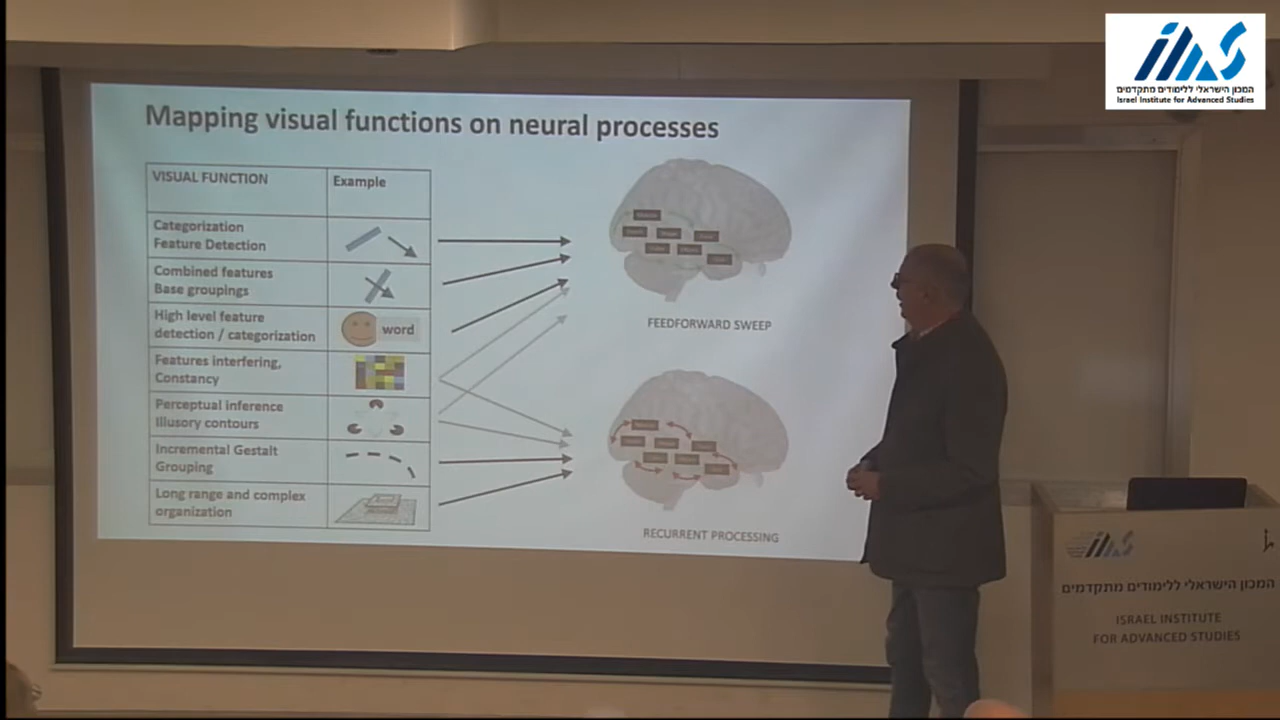 המכון הישראלי ללימודים מתקדמים
Israel Institute for Advanced Studies
Mapping visual functions on neural processes
VISUAL FUNCTION
Example
Categorization
Feature Detection
Combined features
Base groupings
High level feature
detection / categorization
word
Features interfering,
Constancy
Perceptual inference
Illusory contours
Incremental Gestalt
Grouping
Long range and complex
organization
FEEDFORWARD SWEEP
RECURRENT PROCESSING
המכון הישראלי ללימודים מתקדמים
ISRAEL INSTITUTE
FOR ADVANCED STUDIES